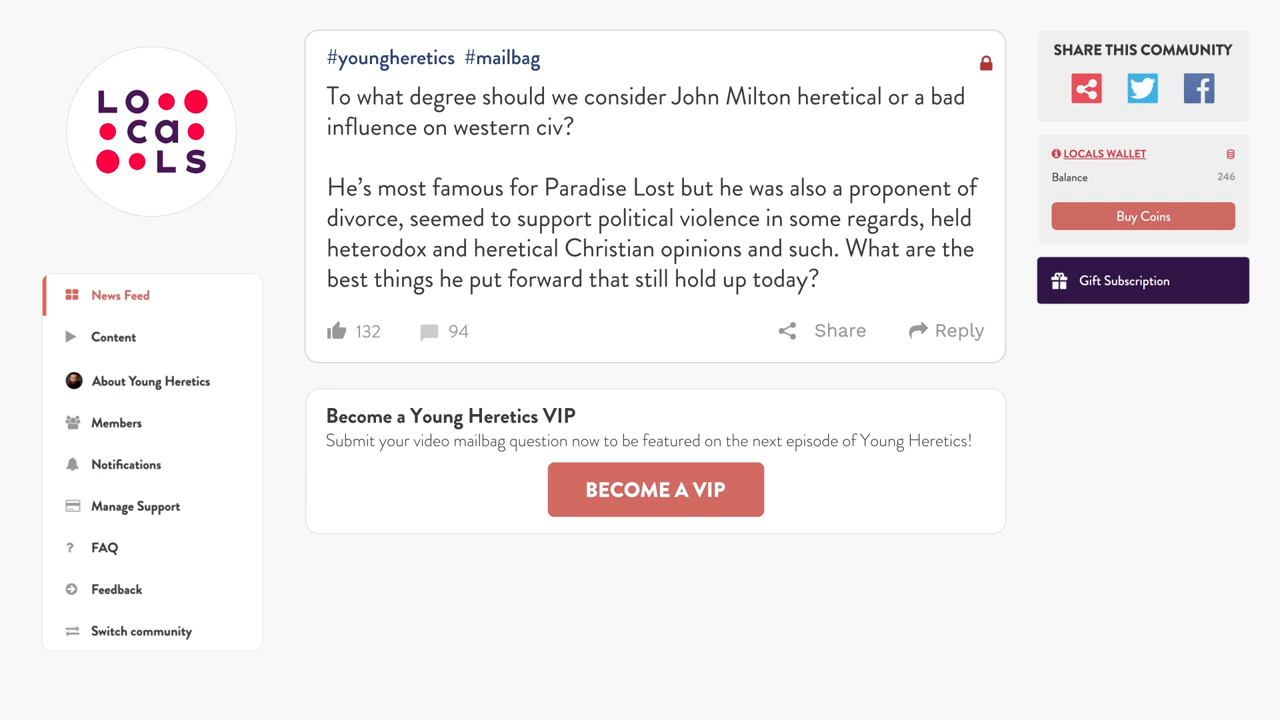 LO
ca
LS
News Feed
Content
About Young Heretics
Members
Notifications
Manage Support
FAQ
Feedback
Switch community
#youngheretics #mailbag
To what degree should we consider John Milton heretical or a bad
influence on western civ?
He’s most famous for Paradise Lost but he was also a proponent of
divorce, seemed to support political violence in some regards, held
heterodox and heretical Christian opinions and such. What are the
best things he put forward that still hold up today?
132 94 Share Reply
Become a Young Heretics VIP
Submit your video mailbag question now to be featured on the next episode of Young Heretics!
BECOME A VIP
SHARE THIS COMMUNITY
LOCALS WALLET
Balance 246
Buy Coins
Gift Subscription